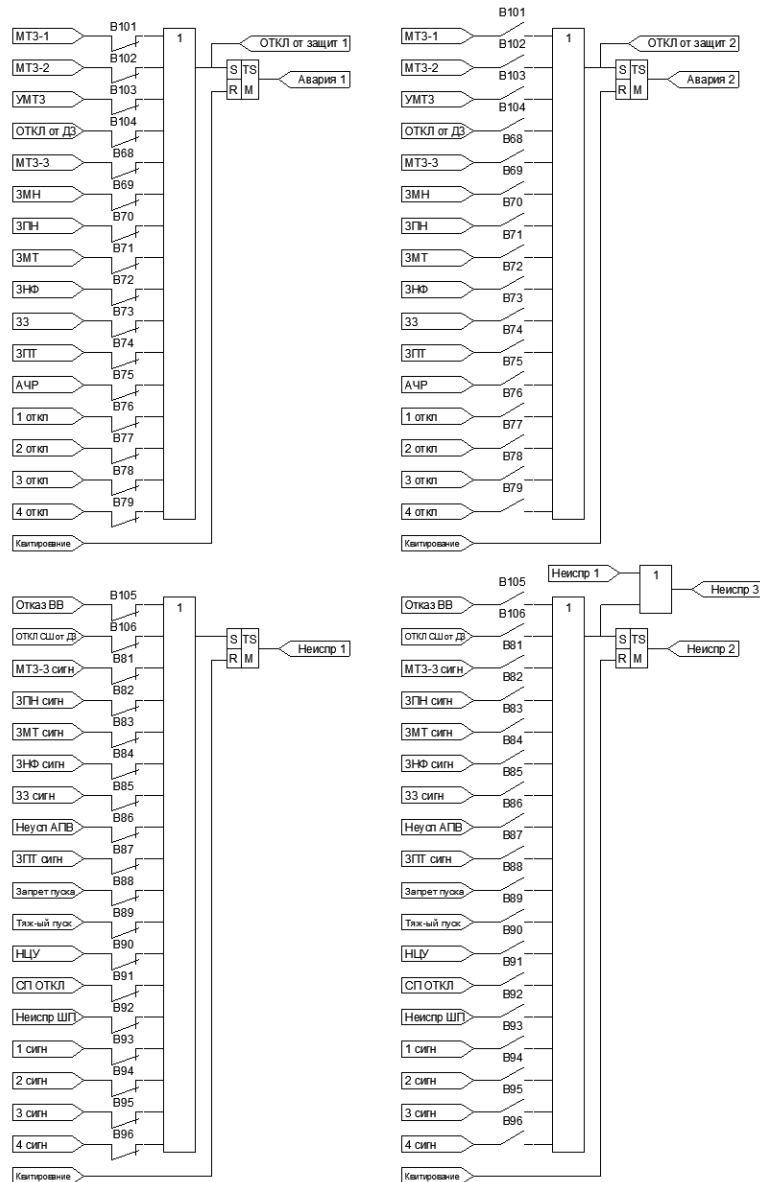 B101
МТЗ-1
1
ОТКЛ от защит 1
B102
МТЗ-2
S TS
R M
Авария 1
B103
УМТЗ
B104
ОТКЛ от ДЗ
B68
МТЗ-3
B69
ЗМН
B70
ЗПН
B71
ЗМТ
B72
ЗНФ
B73
ЗЗ
B74
ЗПТ
B75
АЧР
B76
1 откл
B77
2 откл
B78
3 откл
B79
4 откл
Квитирование
B101
МТЗ-1
1
ОТКЛ от защит 2
B102
МТЗ-2
S TS
R M
Авария 2
B103
УМТЗ
B104
ОТКЛ от ДЗ
B68
МТЗ-3
B69
ЗМН
B70
ЗПН
B71
ЗМТ
B72
ЗНФ
B73
ЗЗ
B74
ЗПТ
B75
АЧР
B76
1 откл
B77
2 откл
B78
3 откл
B79
4 откл
Квитирование
B105
Отказ ВВ
1
B106
ОТКЛ СШ от ДЗ
S TS
R M
Неиспр 1
B81
МТЗ-3 сигн
B82
ЗПН сигн
B83
ЗМТ сигн
B84
ЗНФ сигн
B85
ЗЗ сигн
B86
Неусп АПВ
B87
ЗПТ сигн
B88
Запрет пуска
B89
Тяж-ый пуск
B90
НЦУ
B91
СП ОТКЛ
B92
Неиспр ШП
B93
1 сигн
B94
2 сигн
B95
3 сигн
B96
4 сигн
Квитирование
Неиспр 1
1
Неиспр 3
B105
Отказ ВВ
1
B106
ОТКЛ СШ от ДЗ
S TS
R M
Неиспр 2
B81
МТЗ-3 сигн
B82
ЗПН сигн
B83
ЗМТ сигн
B84
ЗНФ сигн
B85
ЗЗ сигн
B86
Неусп АПВ
B87
ЗПТ сигн
B88
Запрет пуска
B89
Тяж-ый пуск
B90
НЦУ
B91
СП ОТКЛ
B92
Неиспр ШП
B93
1 сигн
B94
2 сигн
B95
3 сигн
B96
4 сигн
Квитирование